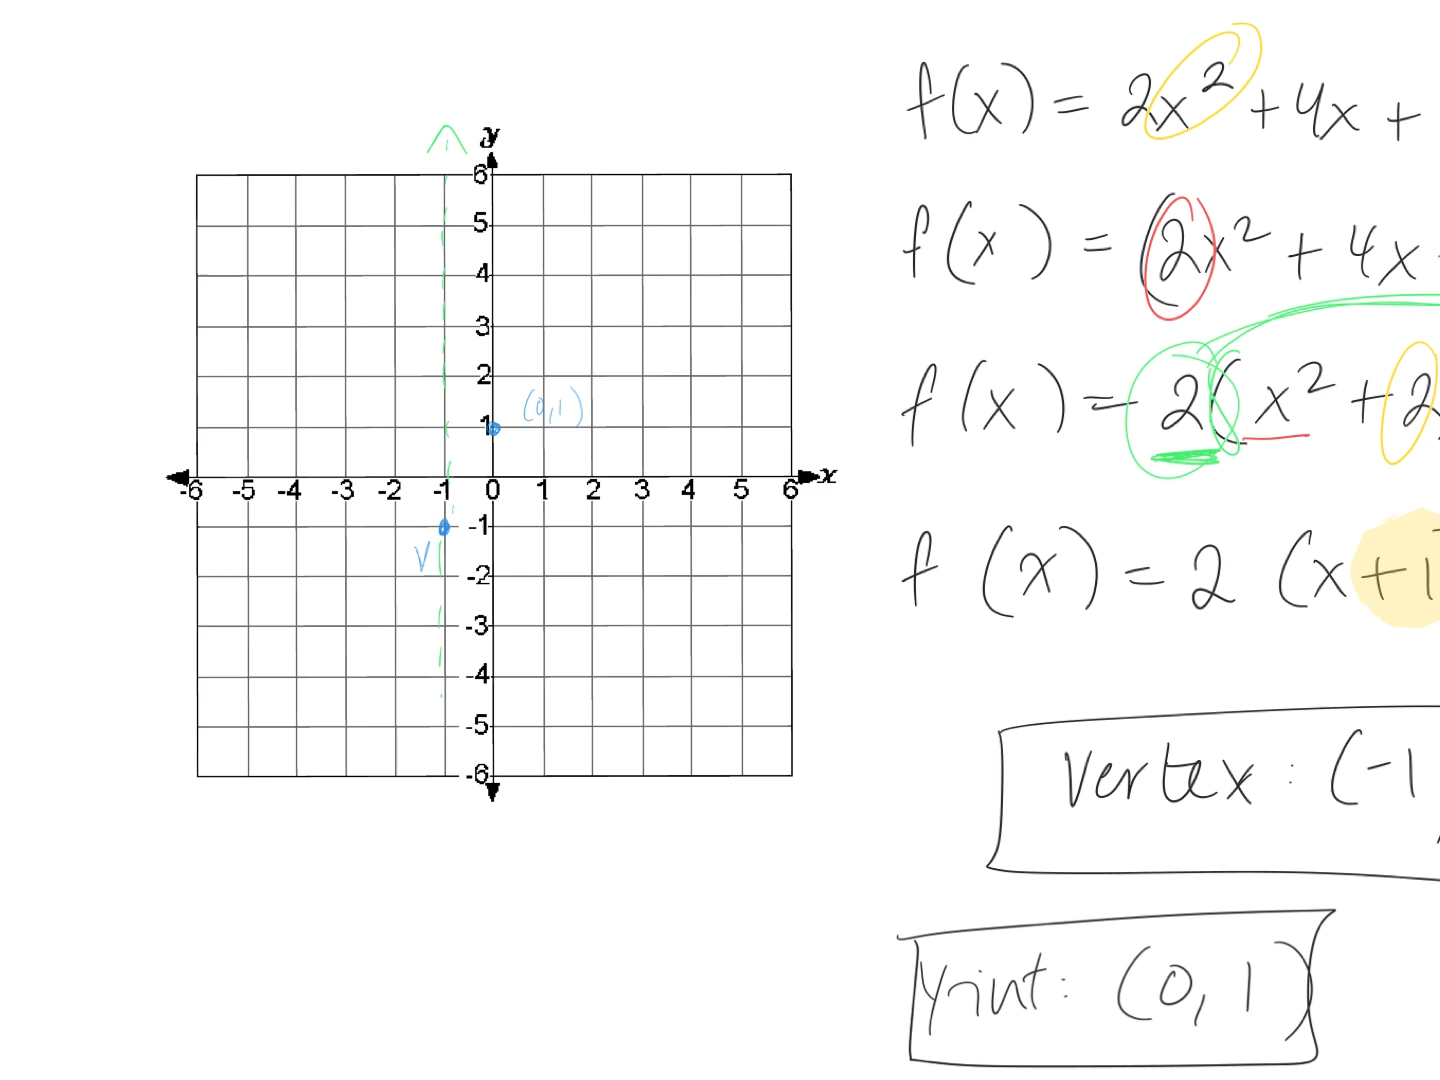 y
6
5
4
3
2
(0,1)
1
-6 -5 -4 -3 -2 -1 0 1 2 3 4 5 6 x
-1
V
-2
-3
-4
-5
-6
f(x) = 2x² + 4x +
f(x) = (2x² + 4x
f(x) = 2(x² + 2
f(x) = 2(x+1)
Vertex: (-1,
Y-int: (0,1)